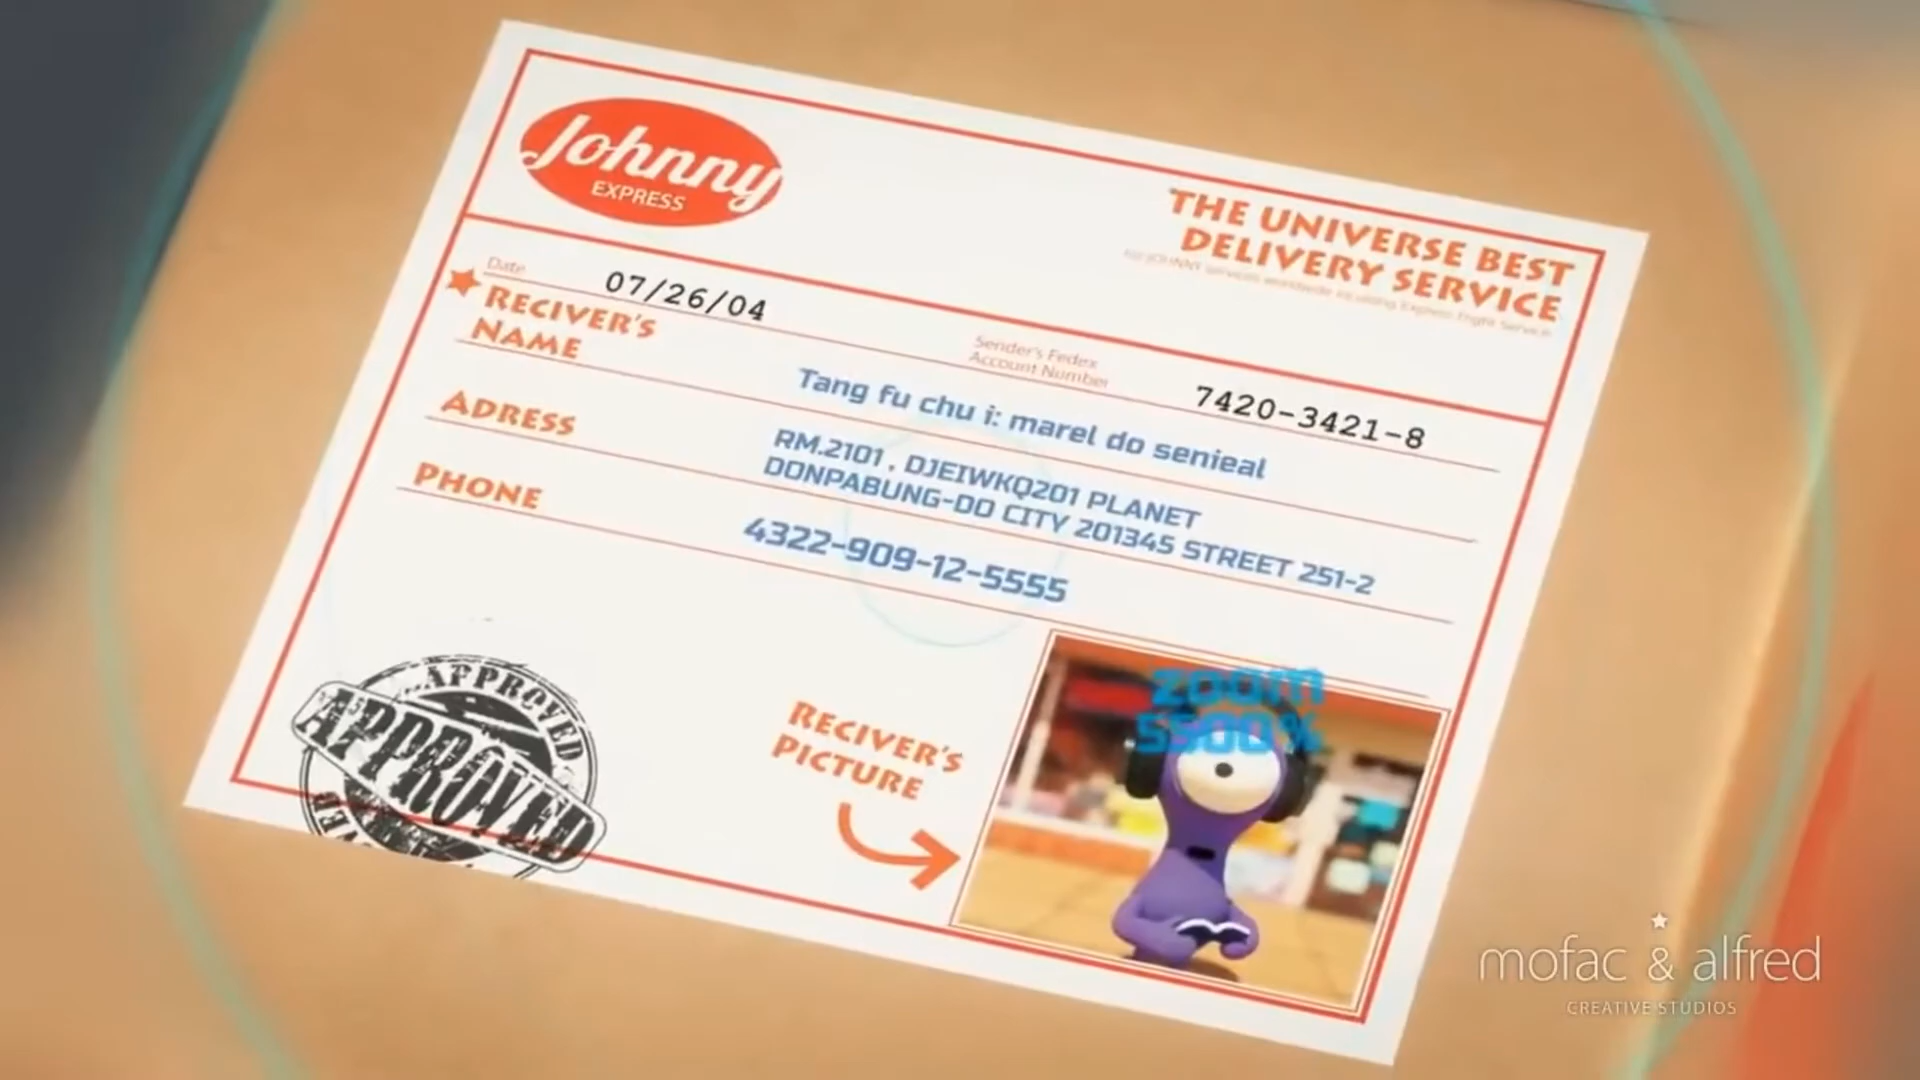 Johnny
EXPRESS
THE UNIVERSE BEST
DELIVERY SERVICE
Date
07/26/04
RECIVER'S
NAME
Sender's Fedex
Account Number
7420-3421-8
Tang fu chu i: marel do senieal
ADRESS
RM.2101 , DJEIWKQ201 PLANET
DONPABUNG-DO CITY 201345 STREET 251-2
PHONE
4322-909-12-5555
APPROVED
APPROVED
RECIVER'S
PICTURE
ZOOM
5500%
mofac & alfred
CREATIVE STUDIOS